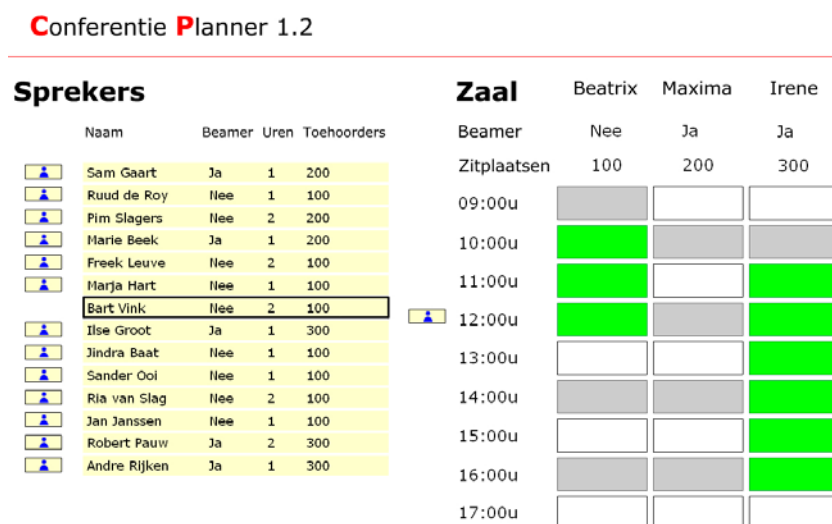 Conferentie Planner 1.2
Sprekers
Naam Beamer Uren Toehoorders
Sam Gaart Ja 1 200
Ruud de Roy Nee 1 100
Pim Slagers Nee 2 200
Marie Beek Ja 1 200
Freek Leuve Nee 2 100
Marja Hart Nee 1 100
Bart Vink Nee 2 100
Ilse Groot Ja 1 300
Jindra Baat Nee 1 100
Sander Ooi Nee 1 100
Ria van Slag Nee 2 100
Jan Janssen Nee 1 100
Robert Pauw Ja 2 300
Andre Rijken Ja 1 300
Zaal Beatrix Maxima Irene
Beamer Nee Ja Ja
Zitplaatsen 100 200 300
09:00u
10:00u
11:00u
12:00u
13:00u
14:00u
15:00u
16:00u
17:00u